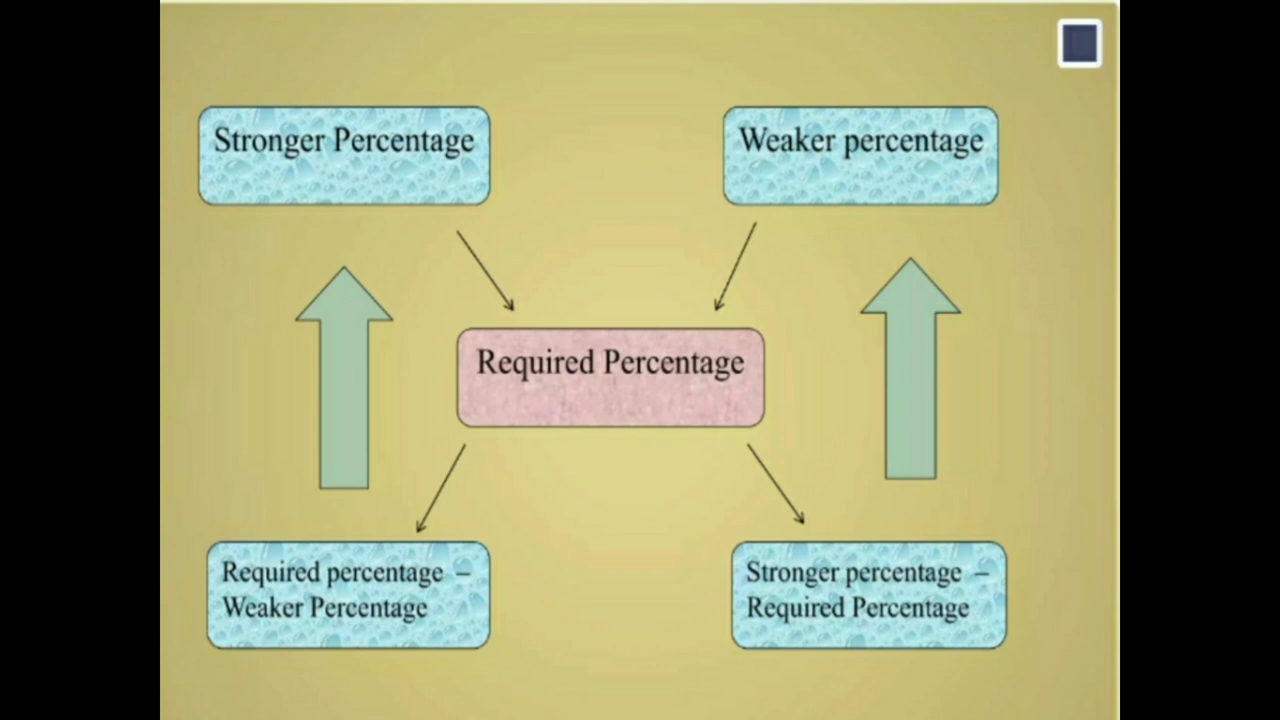 Stronger Percentage
Weaker percentage
Required Percentage
Required percentage –
Weaker Percentage
Stronger percentage –
Required Percentage